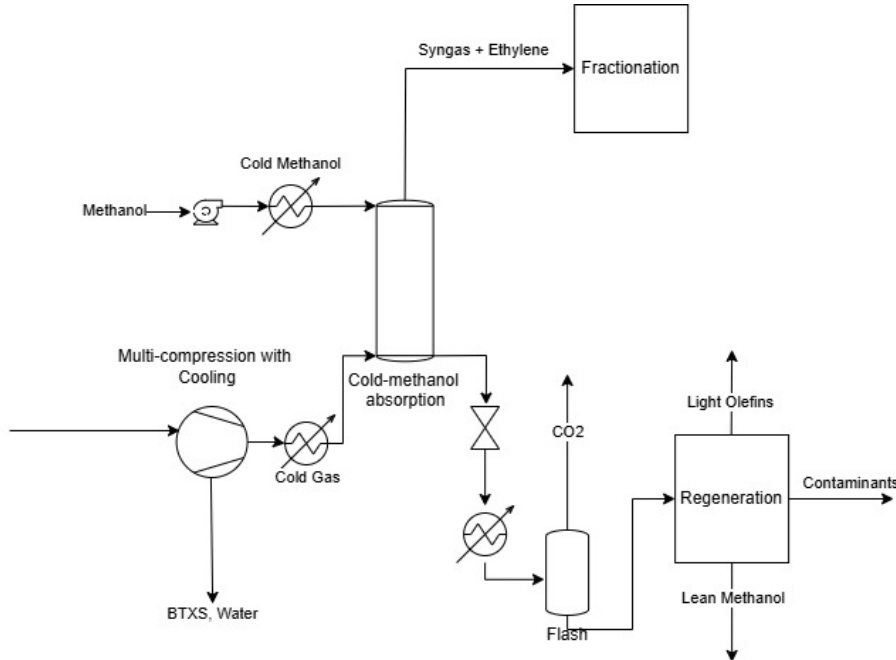 Syngas + Ethylene
Fractionation
Cold Methanol
Methanol
Multi-compression with
Cooling
Cold-methanol
absorption
Cold Gas
BTXS, Water
CO2
Flash
Light Olefins
Regeneration
Contaminants
Lean Methanol